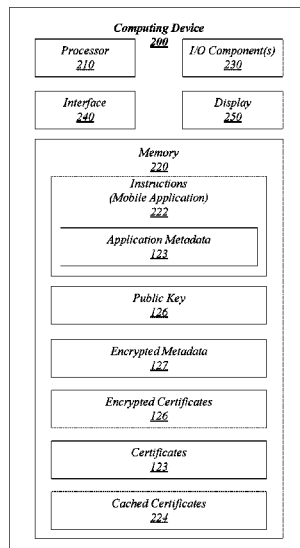 Computing Device
200
Processor
210
I/O Component(s)
230
Interface
240
Display
250
Memory
220
Instructions
(Mobile Application)
222
Application Metadata
123
Public Key
126
Encrypted Metadata
127
Encrypted Certificates
126
Certificates
123
Cached Certificates
224